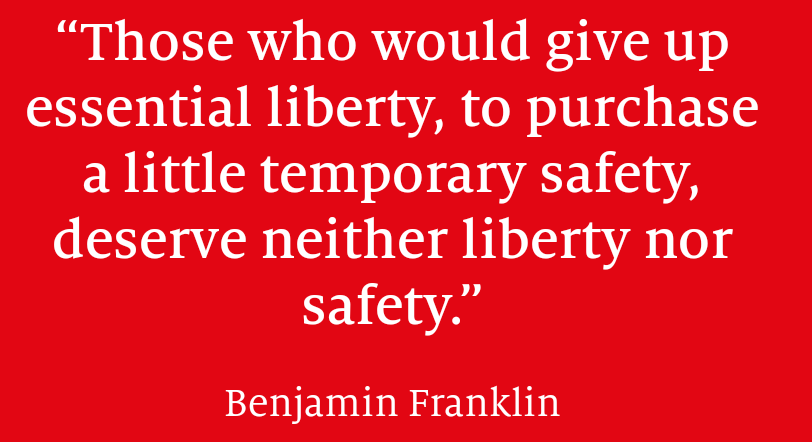 “Those who would give up
essential liberty, to purchase
a little temporary safety,
deserve neither liberty nor
safety.”
Benjamin Franklin